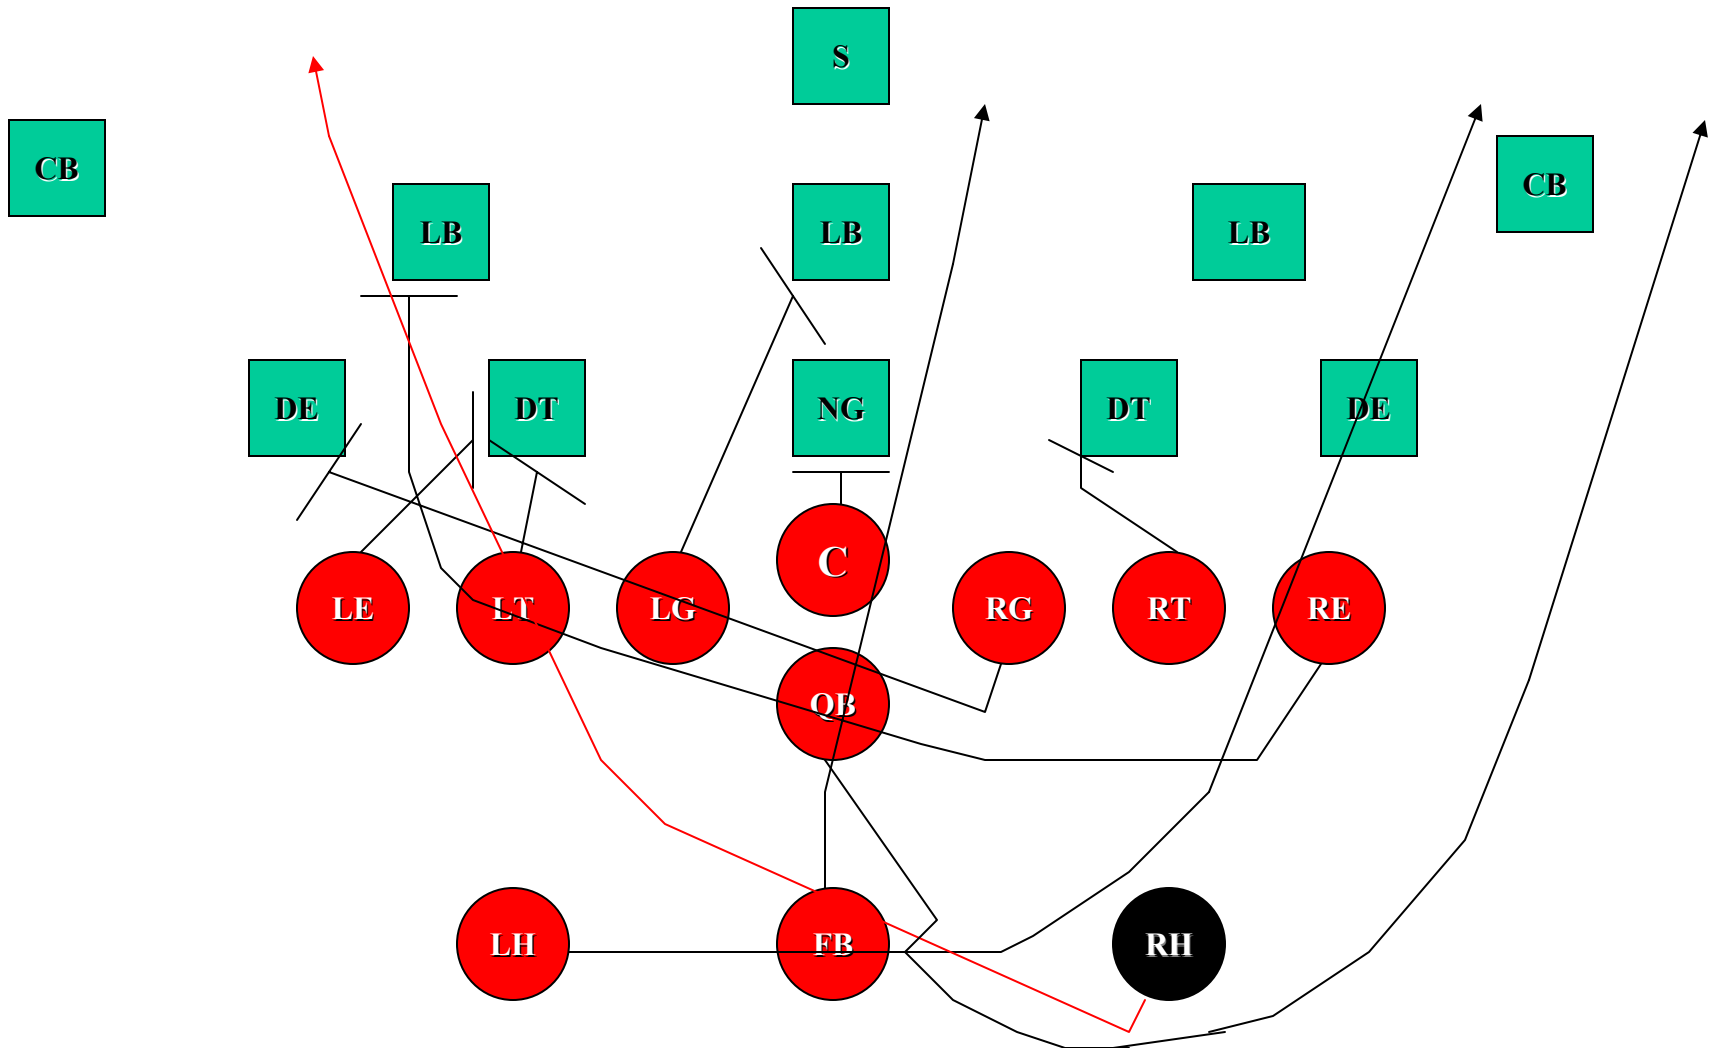 S
CB
CB
LB
LB
LB
DE
DT
NG
DT
DE
C
LE
LT
LG
RG
RT
RE
QB
LH
FB
RH